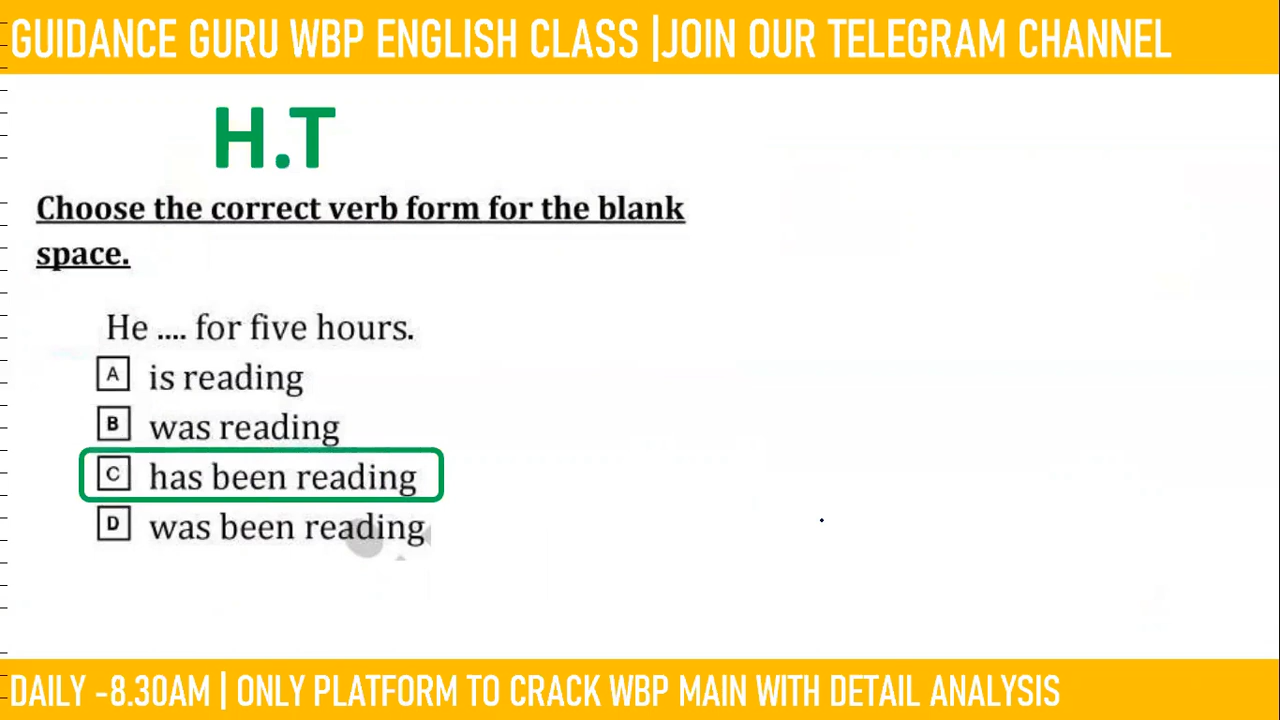 GUIDANCE GURU WBP ENGLISH CLASS |JOIN OUR TELEGRAM CHANNEL
H.T
Choose the correct verb form for the blank
space.
He .... for five hours.
A is reading
B was reading
C has been reading
D was been reading
DAILY -8.30AM | ONLY PLATFORM TO CRACK WBP MAIN WITH DETAIL ANALYSIS